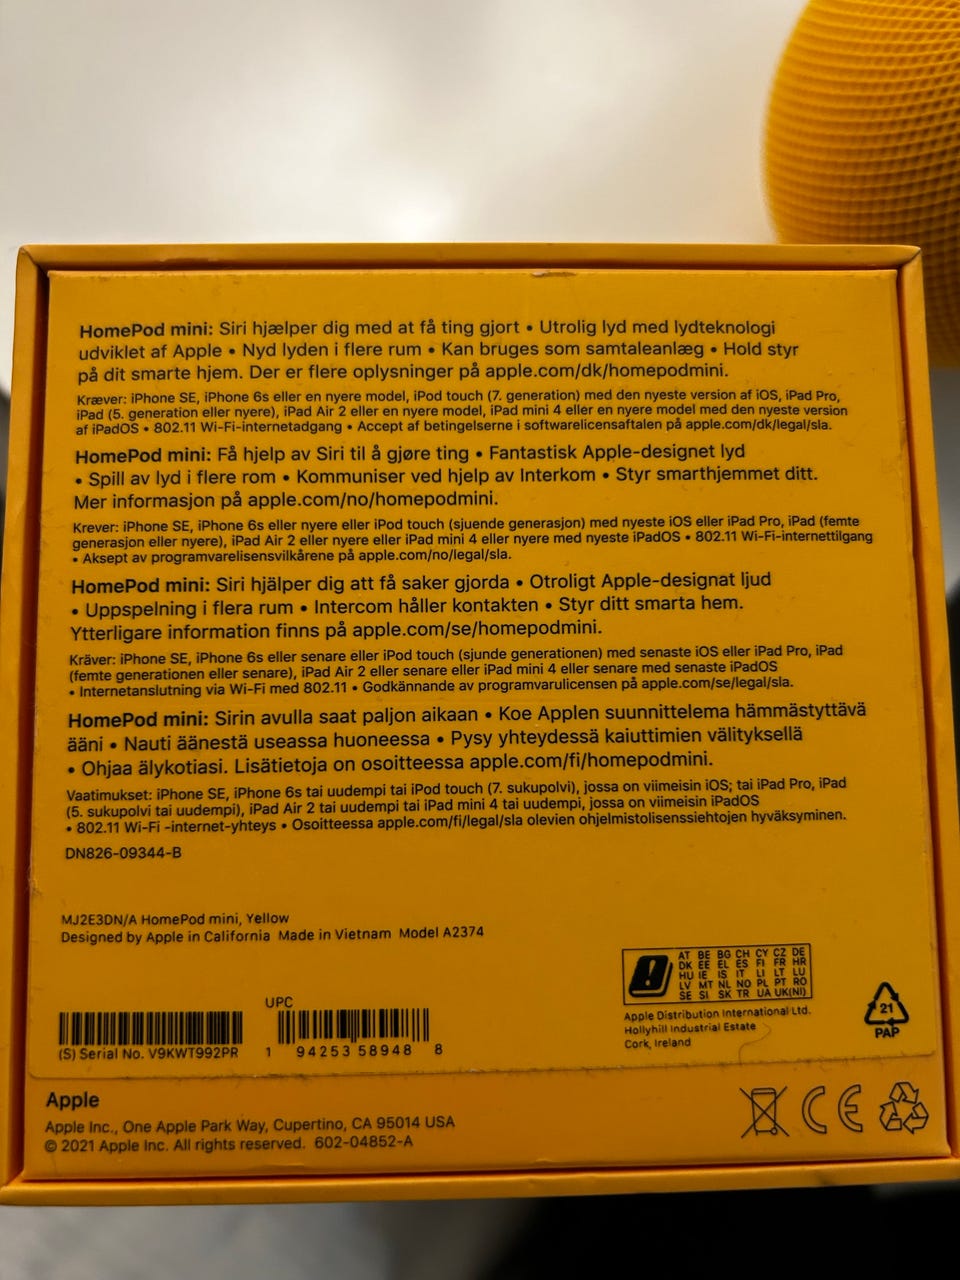 HomePod mini: Siri hjælper dig med at få ting gjort • Utrolig lyd med lydteknologi
udviklet af Apple • Nyd lyden i flere rum • Kan bruges som samtaleanlæg • Hold styr
på dit smarte hjem. Der er flere oplysninger på apple.com/dk/homepodmini.
Kræver: iPhone SE, iPhone 6s eller en nyere model, iPod touch (7. generation) med den nyeste version af iOS, iPad Pro,
iPad (5. generation eller nyere), iPad Air 2 eller en nyere model, iPad mini 4 eller en nyere model med den nyeste version
af iPadOS • 802.11 Wi-Fi-internetadgang • Accept af betingelserne i softwarelicensaftalen på apple.com/dk/legal/sla.
HomePod mini: Få hjelp av Siri til å gjøre ting • Fantastisk Apple-designet lyd
• Spill av lyd i flere rom • Kommuniser ved hjelp av Interkom • Styr smarthjemmet ditt.
Mer informasjon på apple.com/no/homepodmini.
Krever: iPhone SE, iPhone 6s eller nyere eller iPod touch (sjuende generasjon) med nyeste iOS eller iPad Pro, iPad (femte
generasjon eller nyere), iPad Air 2 eller nyere eller iPad mini 4 eller nyere med nyeste iPadOS • 802.11 Wi-Fi-internettilgang
• Aksept av programvarelisensvilkårene på apple.com/no/legal/sla.
HomePod mini: Siri hjälper dig att få saker gjorda • Otroligt Apple-designat ljud
• Uppspelning i flera rum • Intercom håller kontakten • Styr ditt smarta hem.
Ytterligare information finns på apple.com/se/homepodmini.
Kräver: iPhone SE, iPhone 6s eller senare eller iPod touch (sjunde generationen) med senaste iOS eller iPad Pro, iPad
(femte generationen eller senare), iPad Air 2 eller senare eller iPad mini 4 eller senare med senaste iPadOS
• Internetanslutning via Wi-Fi med 802.11 • Godkännande av programvarulicensen på apple.com/se/legal/sla.
HomePod mini: Sirin avulla saat paljon aikaan • Koe Applen suunnittelema hämmästyttävä
ääni • Nauti äänestä useassa huoneessa • Pysy yhteydessä kaiuttimien välityksellä
• Ohjaa älykotiasi. Lisätietoja on osoitteessa apple.com/fi/homepodmini.
Vaatimukset: iPhone SE, iPhone 6s tai uudempi tai iPod touch (7. sukupolvi), jossa on viimeisin iOS; tai iPad Pro, iPad
(5. sukupolvi tai uudempi), iPad Air 2 tai uudempi tai iPad mini 4 tai uudempi, jossa on viimeisin iPadOS
• 802.11 Wi-Fi -internet-yhteys • Osoitteessa apple.com/fi/legal/sla olevien ohjelmistolisenssiehtojen hyväksyminen.
DN826-09344-B
MJ2E3DN/A HomePod mini, Yellow
Designed by Apple in California Made in Vietnam Model A2374
AT BE BG CH CY CZ DE
DK EE EL ES FI FR HR
HU IE IS IT LI LT LU
LV MT NL NO PL PT RO
SE SI SK TR UA UK(NI)
Apple Distribution International Ltd.
Hollyhill Industrial Estate
Cork, Ireland
21
PAP
UPC
(S) Serial No. V9KWT992PR
1 94253 58948 8
Apple
Apple Inc., One Apple Park Way, Cupertino, CA 95014 USA
© 2021 Apple Inc. All rights reserved. 602-04852-A
CE